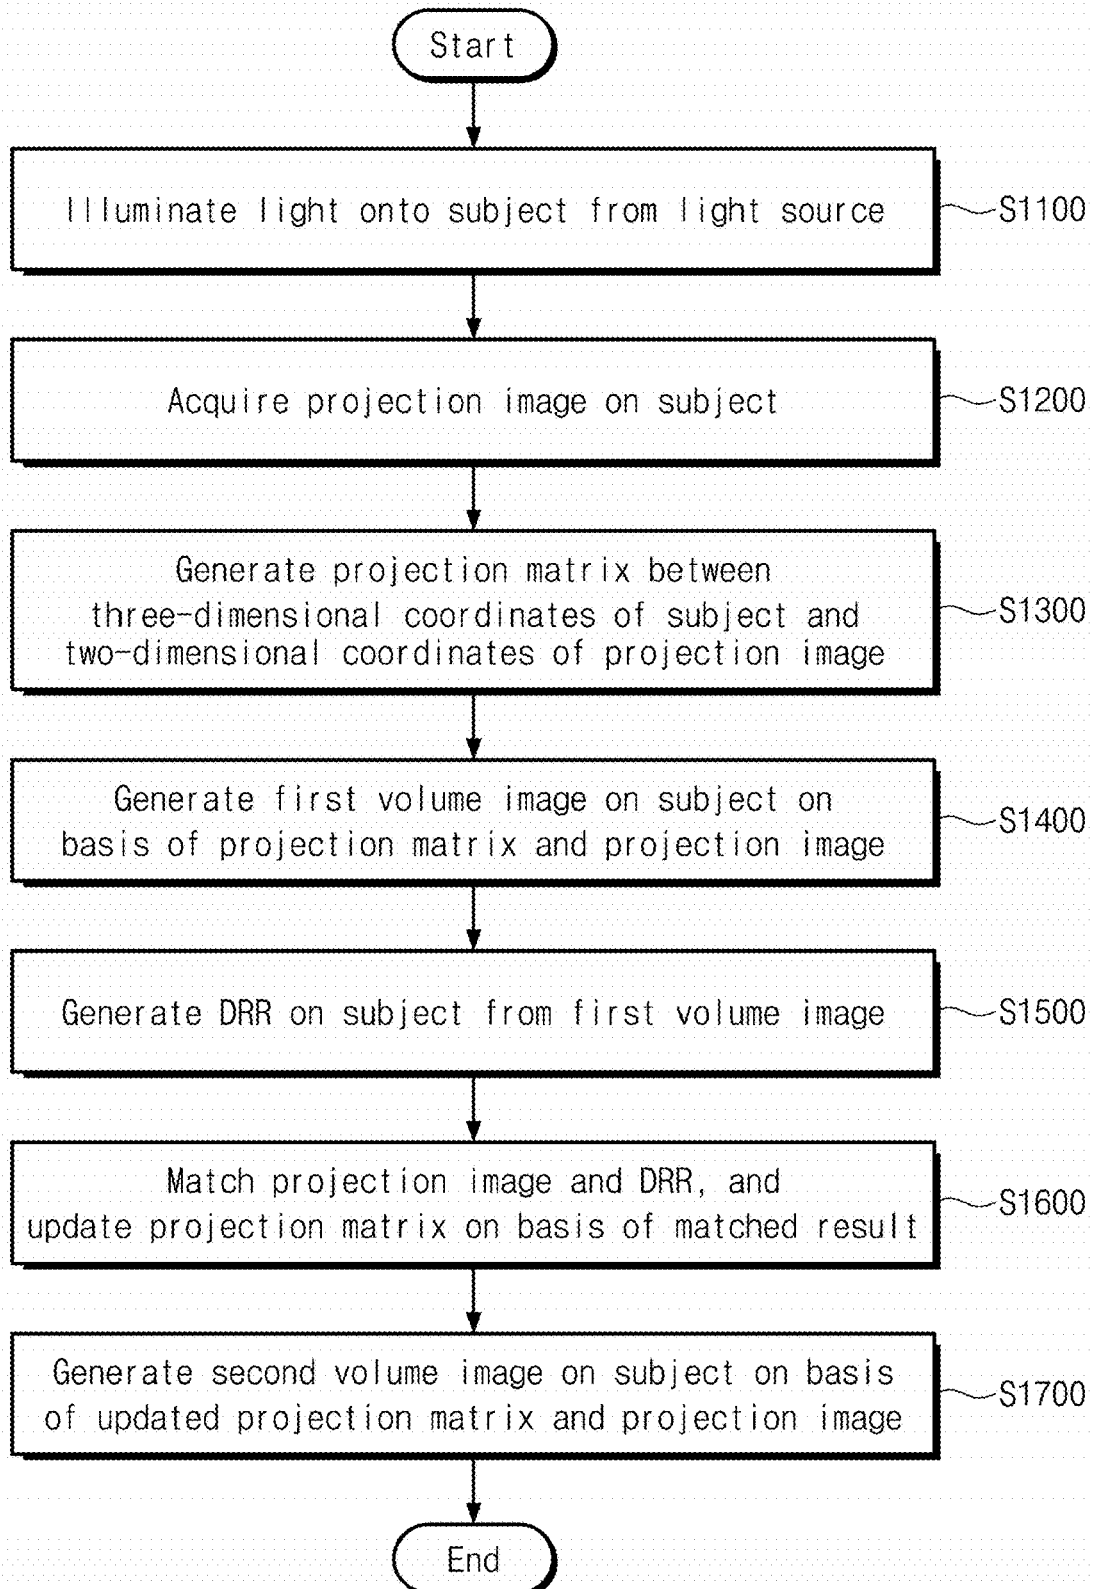 Start
Illuminate light onto subject from light source
S1100
Acquire projection image on subject
S1200
Generate projection matrix between
three-dimensional coordinates of subject and
two-dimensional coordinates of projection image
S1300
Generate first volume image on subject on
basis of projection matrix and projection image
S1400
Generate DRR on subject from first volume image
S1500
Match projection image and DRR, and
update projection matrix on basis of matched result
S1600
Generate second volume image on subject on basis
of updated projection matrix and projection image
S1700
End